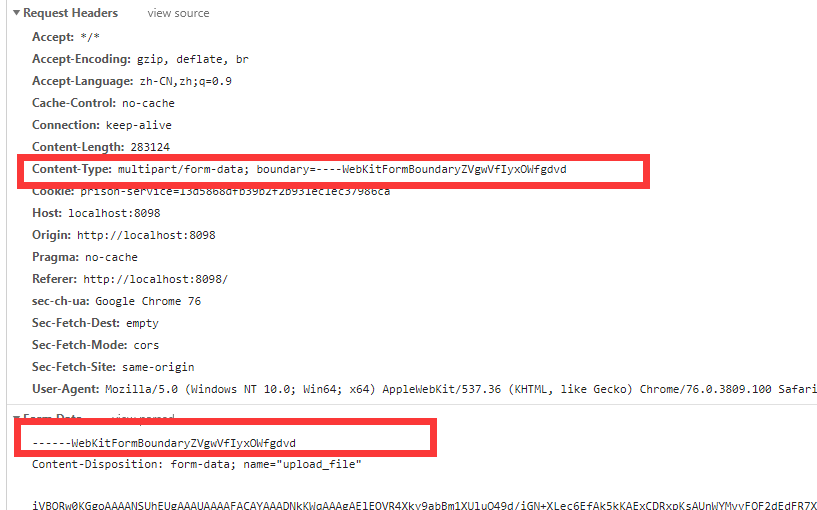 Request Headers view source
Accept: */*
Accept-Encoding: gzip, deflate, br
Accept-Language: zh-CN,zh;q=0.9
Cache-Control: no-cache
Connection: keep-alive
Content-Length: 283124
Content-Type: multipart/form-data; boundary=----WebKitFormBoundaryZVgwVfIyxOWfgdvd
Cookie: prison-service=13d5868dfb39b2f2b931ec1ec37986ca
Host: localhost:8098
Origin: http://localhost:8098
Pragma: no-cache
Referer: http://localhost:8098/
sec-ch-ua: Google Chrome 76
Sec-Fetch-Dest: empty
Sec-Fetch-Mode: cors
Sec-Fetch-Site: same-origin
User-Agent: Mozilla/5.0 (Windows NT 10.0; Win64; x64) AppleWebKit/537.36 (KHTML, like Gecko) Chrome/76.0.3809.100 Safari
Form Data view parsed
------WebKitFormBoundaryZVgwVfIyxOWfgdvd
Content-Disposition: form-data; name="upload_file"